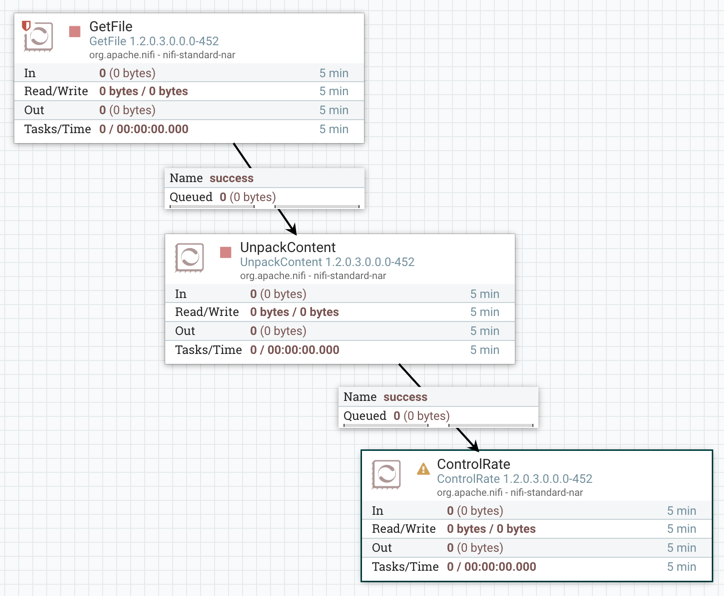 GetFile
GetFile 1.2.0.3.0.0.0-452
org.apache.nifi - nifi-standard-nar
In 0 (0 bytes) 5 min
Read/Write 0 bytes / 0 bytes 5 min
Out 0 (0 bytes) 5 min
Tasks/Time 0 / 00:00:00.000 5 min
Name success
Queued 0 (0 bytes)
UnpackContent
UnpackContent 1.2.0.3.0.0.0-452
org.apache.nifi - nifi-standard-nar
In 0 (0 bytes) 5 min
Read/Write 0 bytes / 0 bytes 5 min
Out 0 (0 bytes) 5 min
Tasks/Time 0 / 00:00:00.000 5 min
Name success
Queued 0 (0 bytes)
ControlRate
ControlRate 1.2.0.3.0.0.0-452
org.apache.nifi - nifi-standard-nar
In 0 (0 bytes) 5 min
Read/Write 0 bytes / 0 bytes 5 min
Out 0 (0 bytes) 5 min
Tasks/Time 0 / 00:00:00.000 5 min